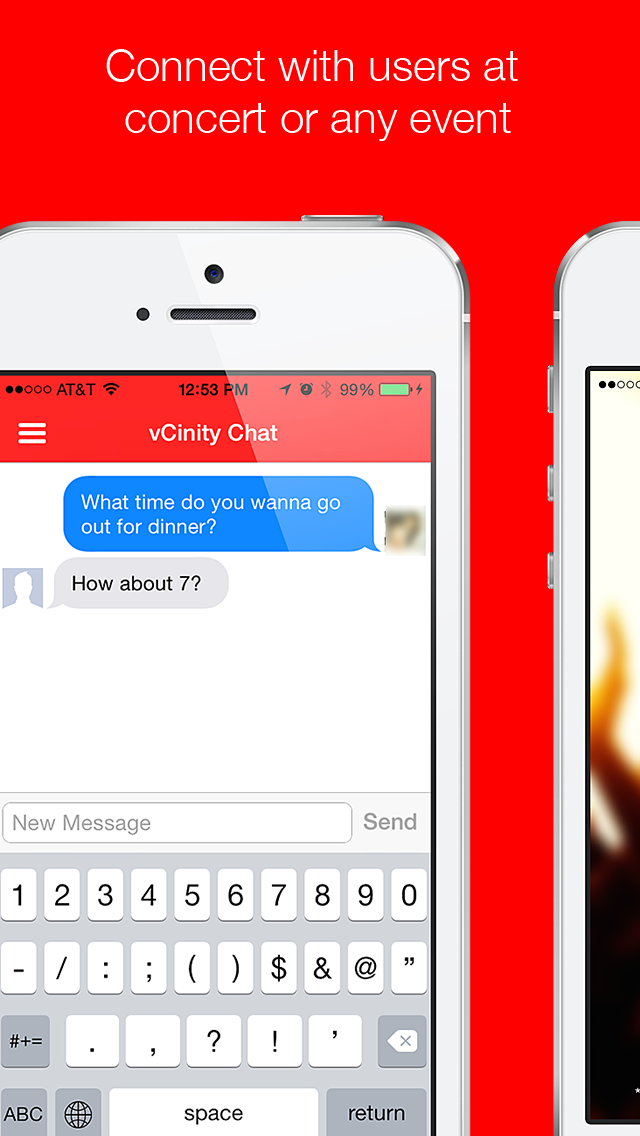 Connect with users at
concert or any event
AT&T 12:53 PM 99%
vCinity Chat
What time do you wanna go
out for dinner?
How about 7?
New Message Send
1 2 3 4 5 6 7 8 9 0
- / : ; ( ) $ & @ ”
#+= . , ? ! ’
ABC space return